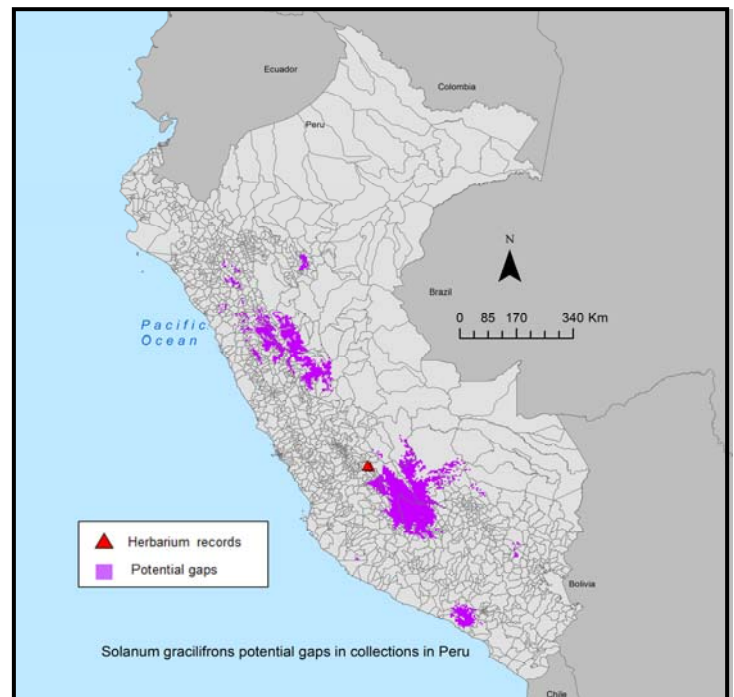 Ecuador
Colombia
Peru
N
Brazil
0 85 170 340 Km
Pacific
Ocean
Herbarium records
Potential gaps
Bolivia
Solanum gracilifrons potential gaps in collections in Peru
Chile